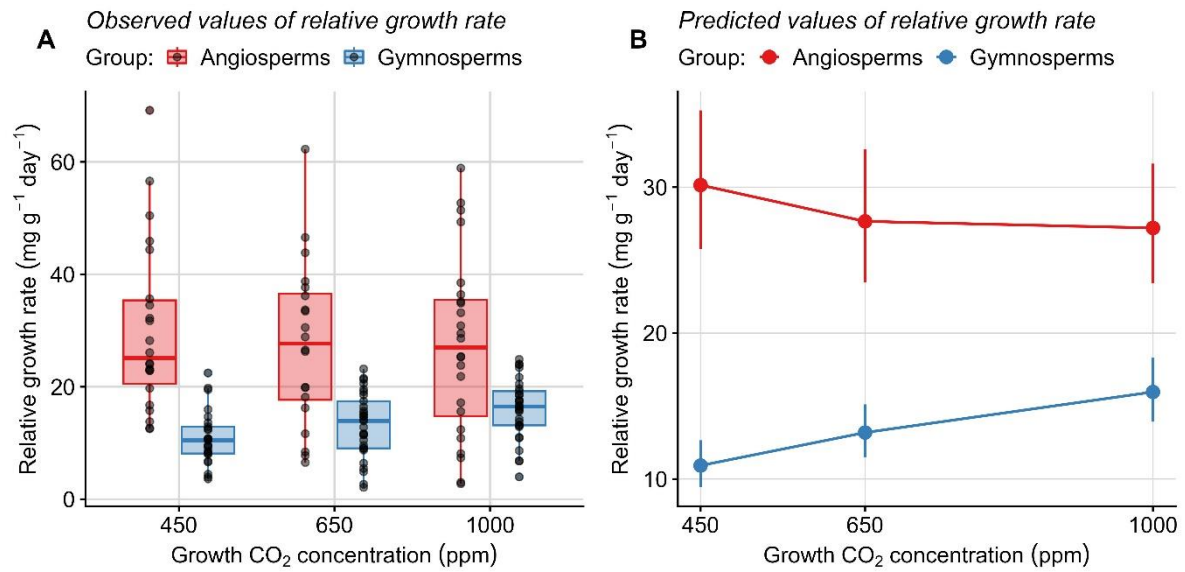 Observed values of relative growth rate
A
Group: Angiosperms Gymnosperms
Relative growth rate (mg g⁻¹ day⁻¹)
60
40
20
0
450 650 1000
Growth CO₂ concentration (ppm)
Predicted values of relative growth rate
B
Group: Angiosperms Gymnosperms
Relative growth rate (mg g⁻¹ day⁻¹)
30
20
10
450 650 1000
Growth CO₂ concentration (ppm)